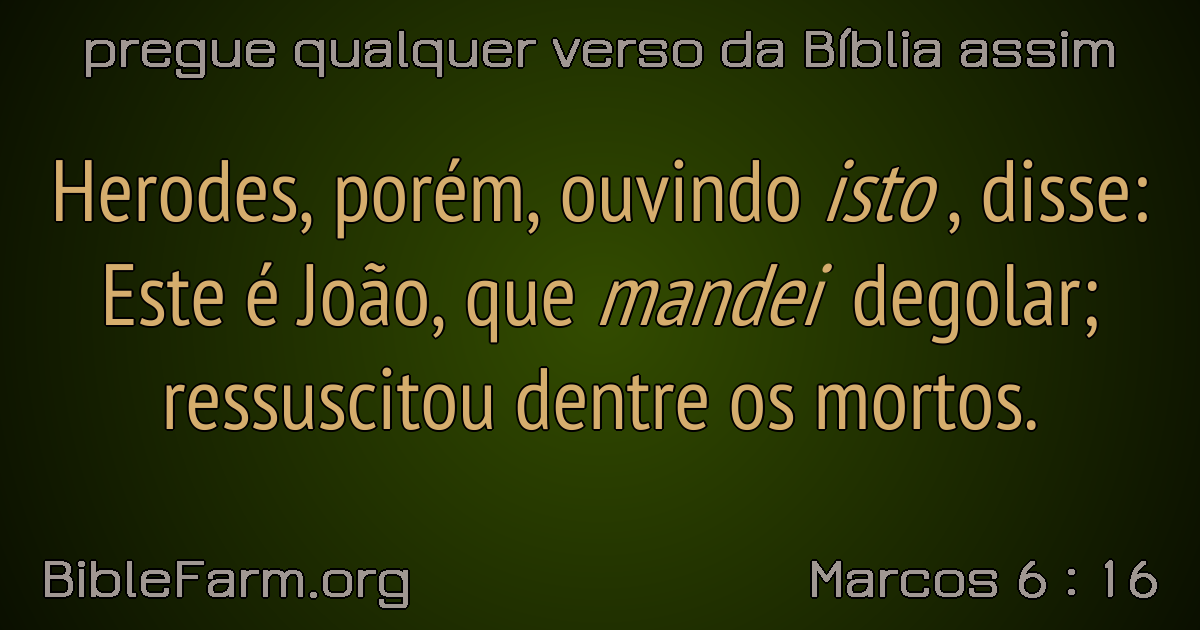 pregue qualquer verso da Bíblia assim
Herodes, porém, ouvindo isto , disse:
Este é João, que mandei degolar;
ressuscitou dentre os mortos.
BibleFarm.org
Marcos 6 : 16